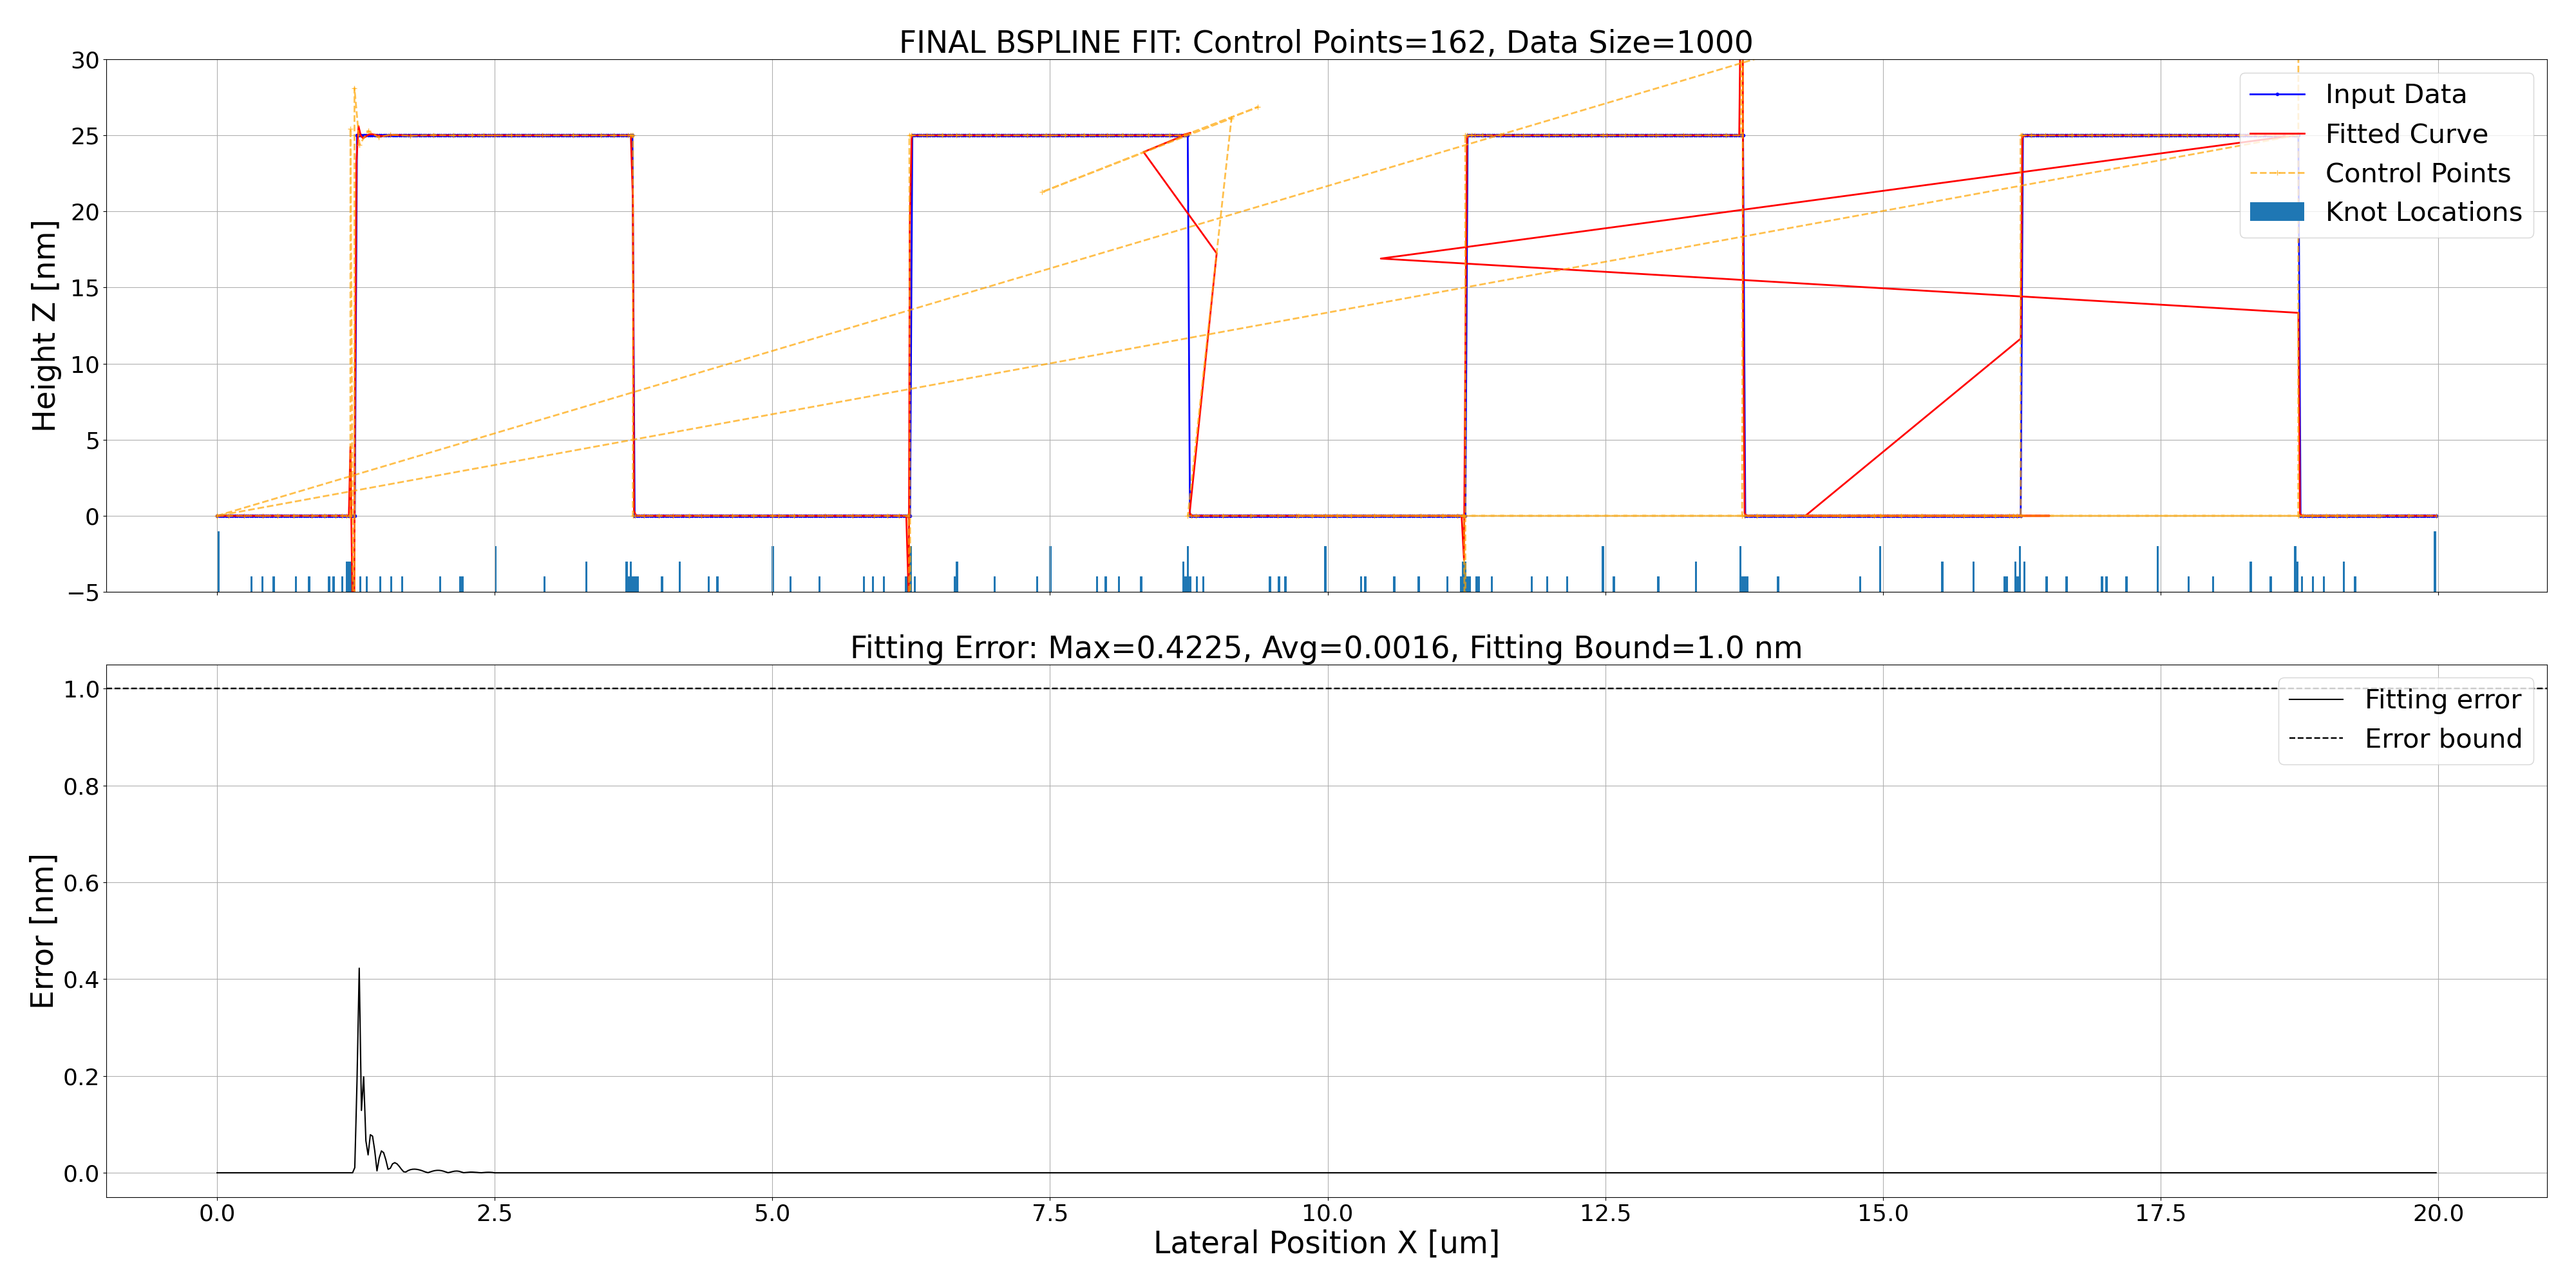 FINAL BSPLINE FIT: Control Points=162, Data Size=1000
30
25
20
15
10
5
0
−5
Height Z [nm]
Input Data
Fitted Curve
Control Points
Knot Locations
Fitting Error: Max=0.4225, Avg=0.0016, Fitting Bound=1.0 nm
1.0
0.8
0.6
0.4
0.2
0.0
Error [nm]
Fitting error
Error bound
0.0 2.5 5.0 7.5 10.0 12.5 15.0 17.5 20.0
Lateral Position X [um]